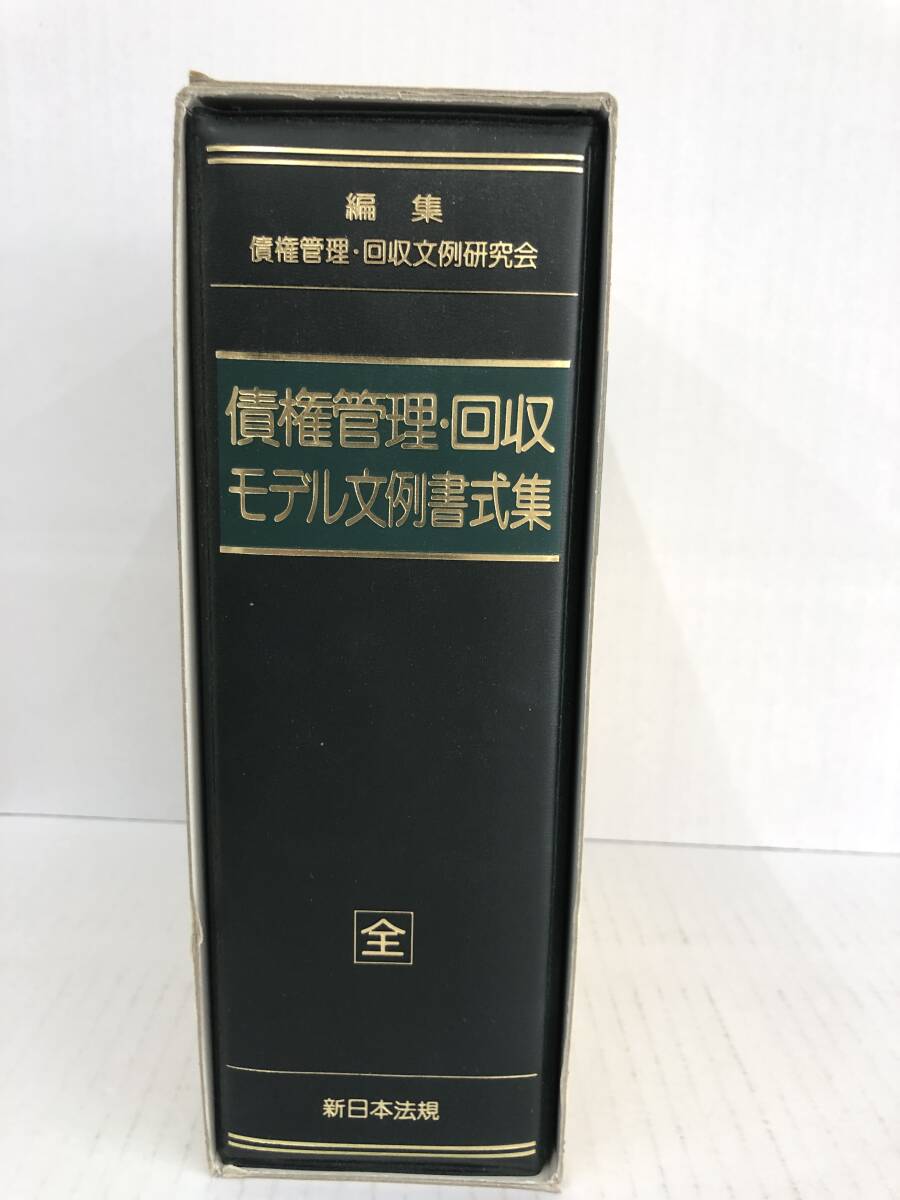 編集
債権管理・回収文例研究会
債権管理・回収
モデル文例書式集
全
新日本法規